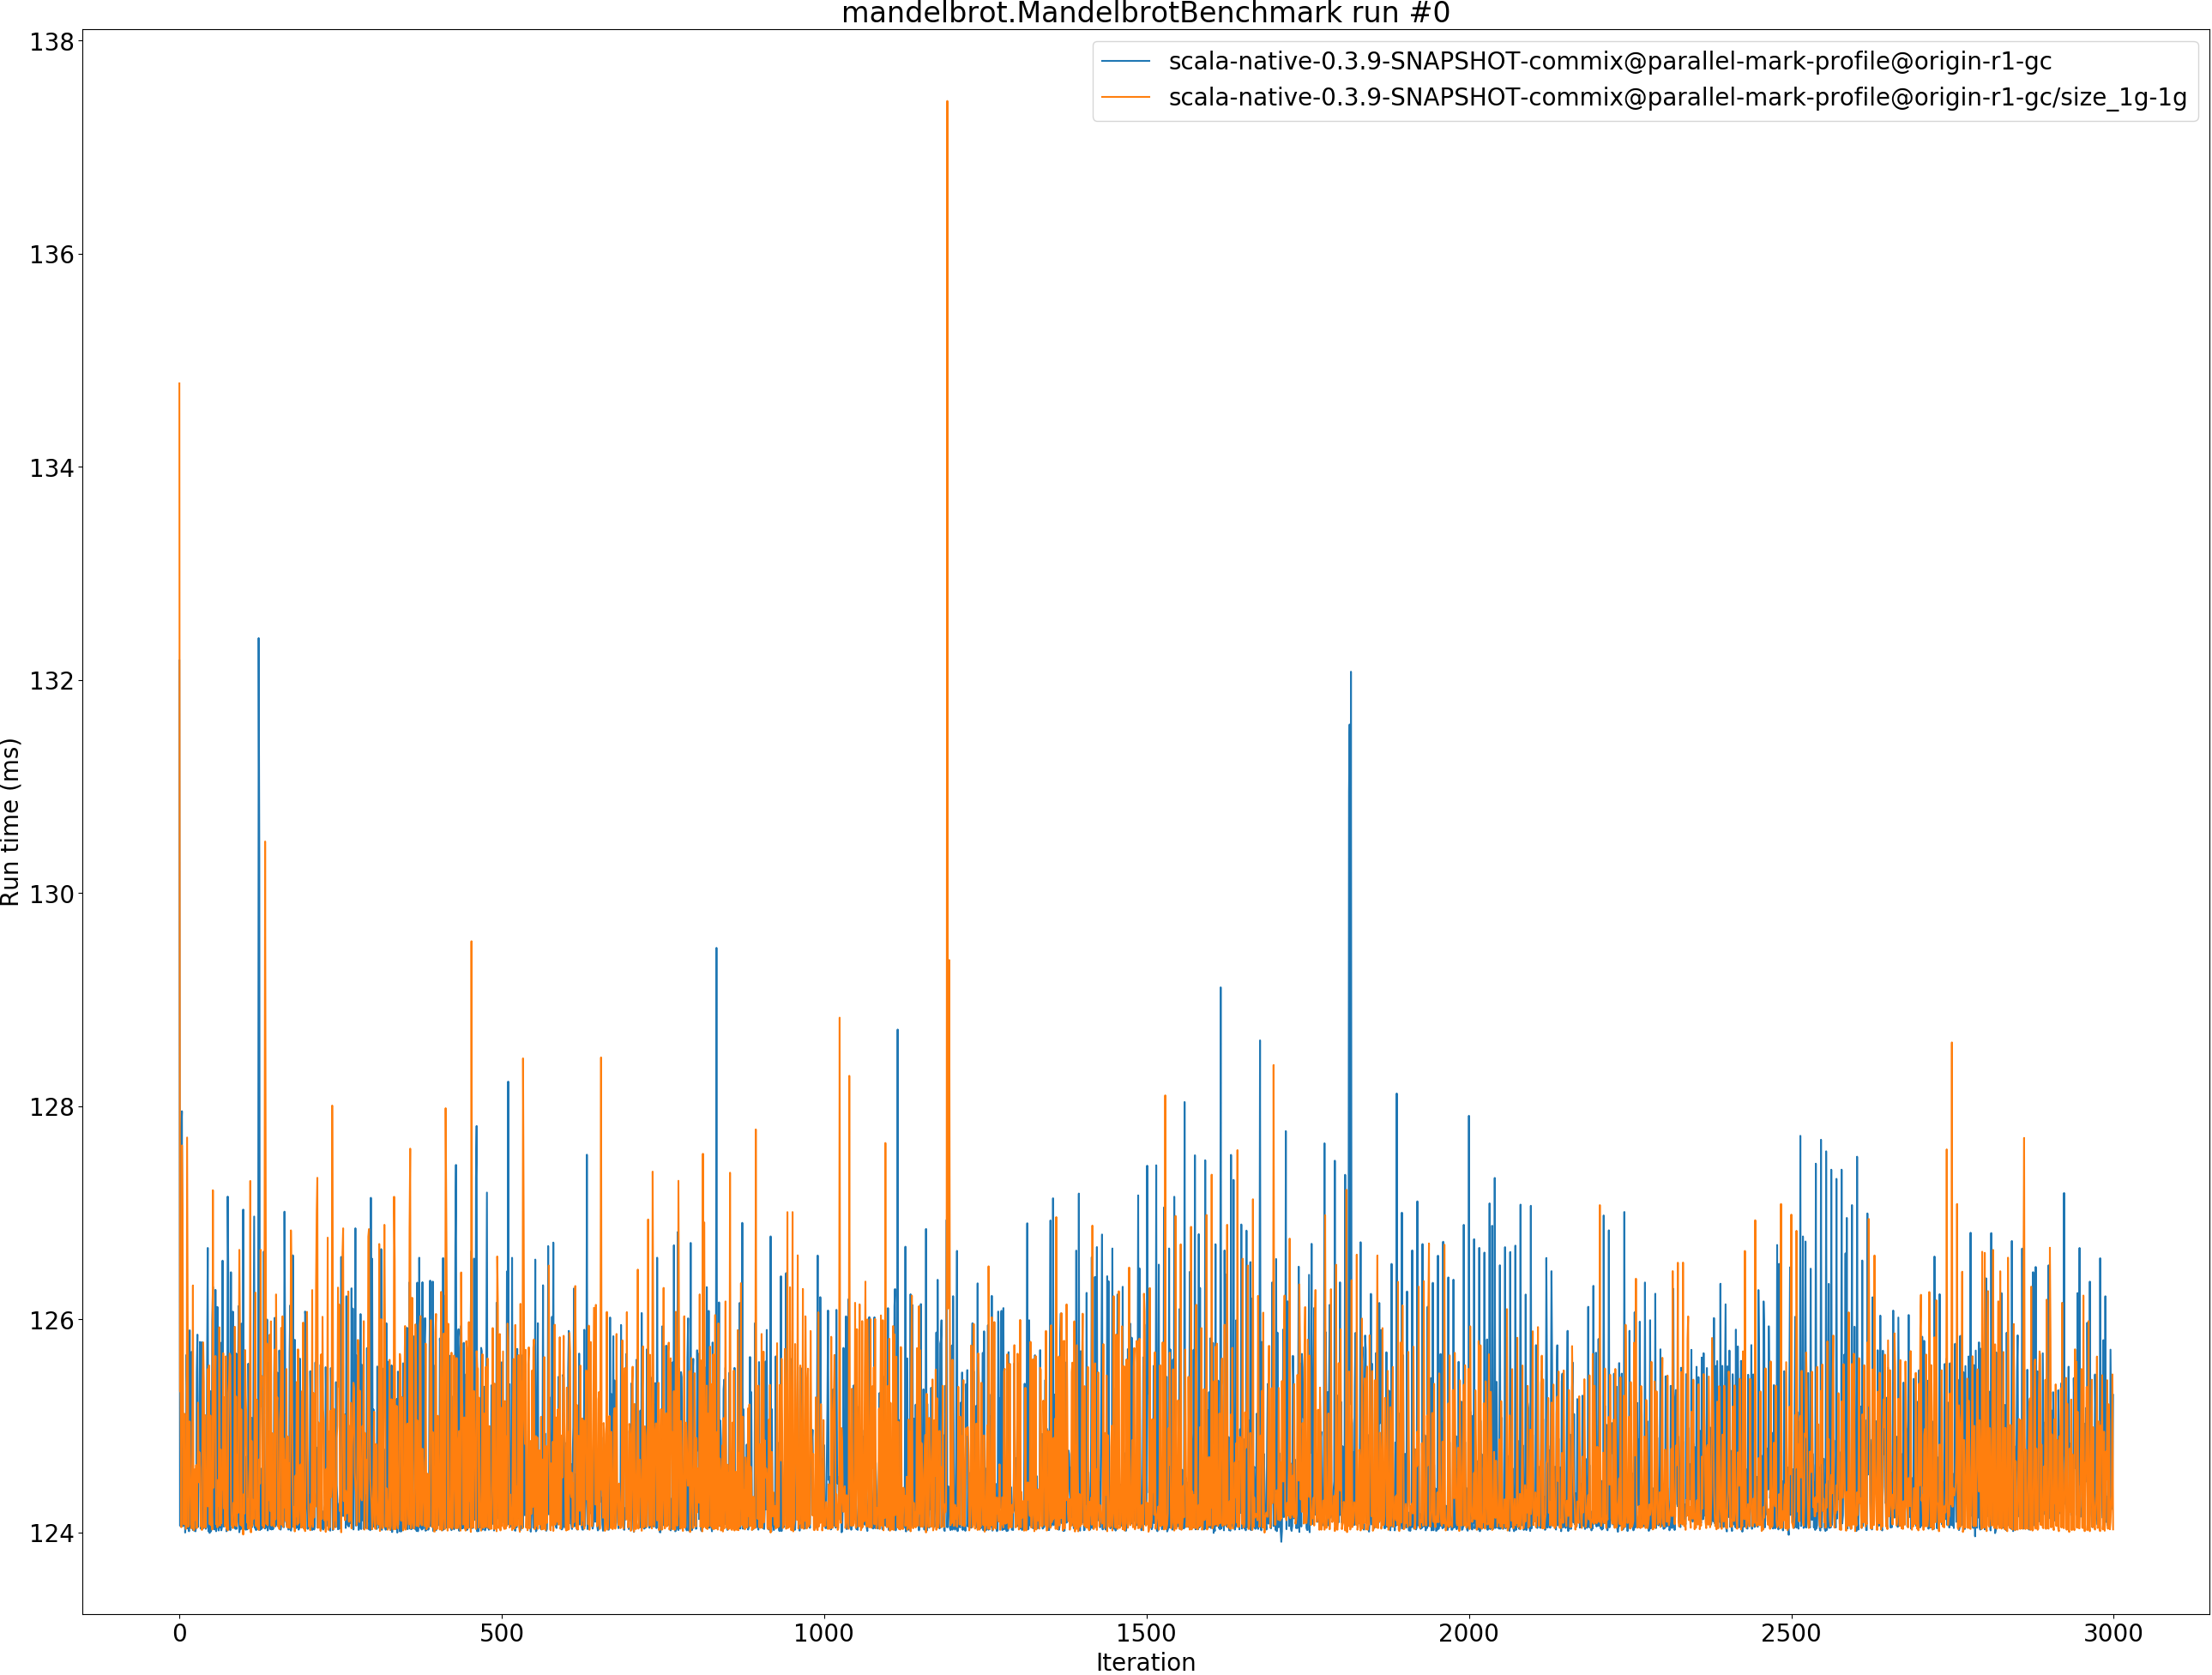 mandelbrot.MandelbrotBenchmark run #0
scala-native-0.3.9-SNAPSHOT-commix@parallel-mark-profile@origin-r1-gc
scala-native-0.3.9-SNAPSHOT-commix@parallel-mark-profile@origin-r1-gc/size_1g-1g
138
136
134
132
130
128
126
124
Run time (ms)
0 500 1000 1500 2000 2500 3000
Iteration